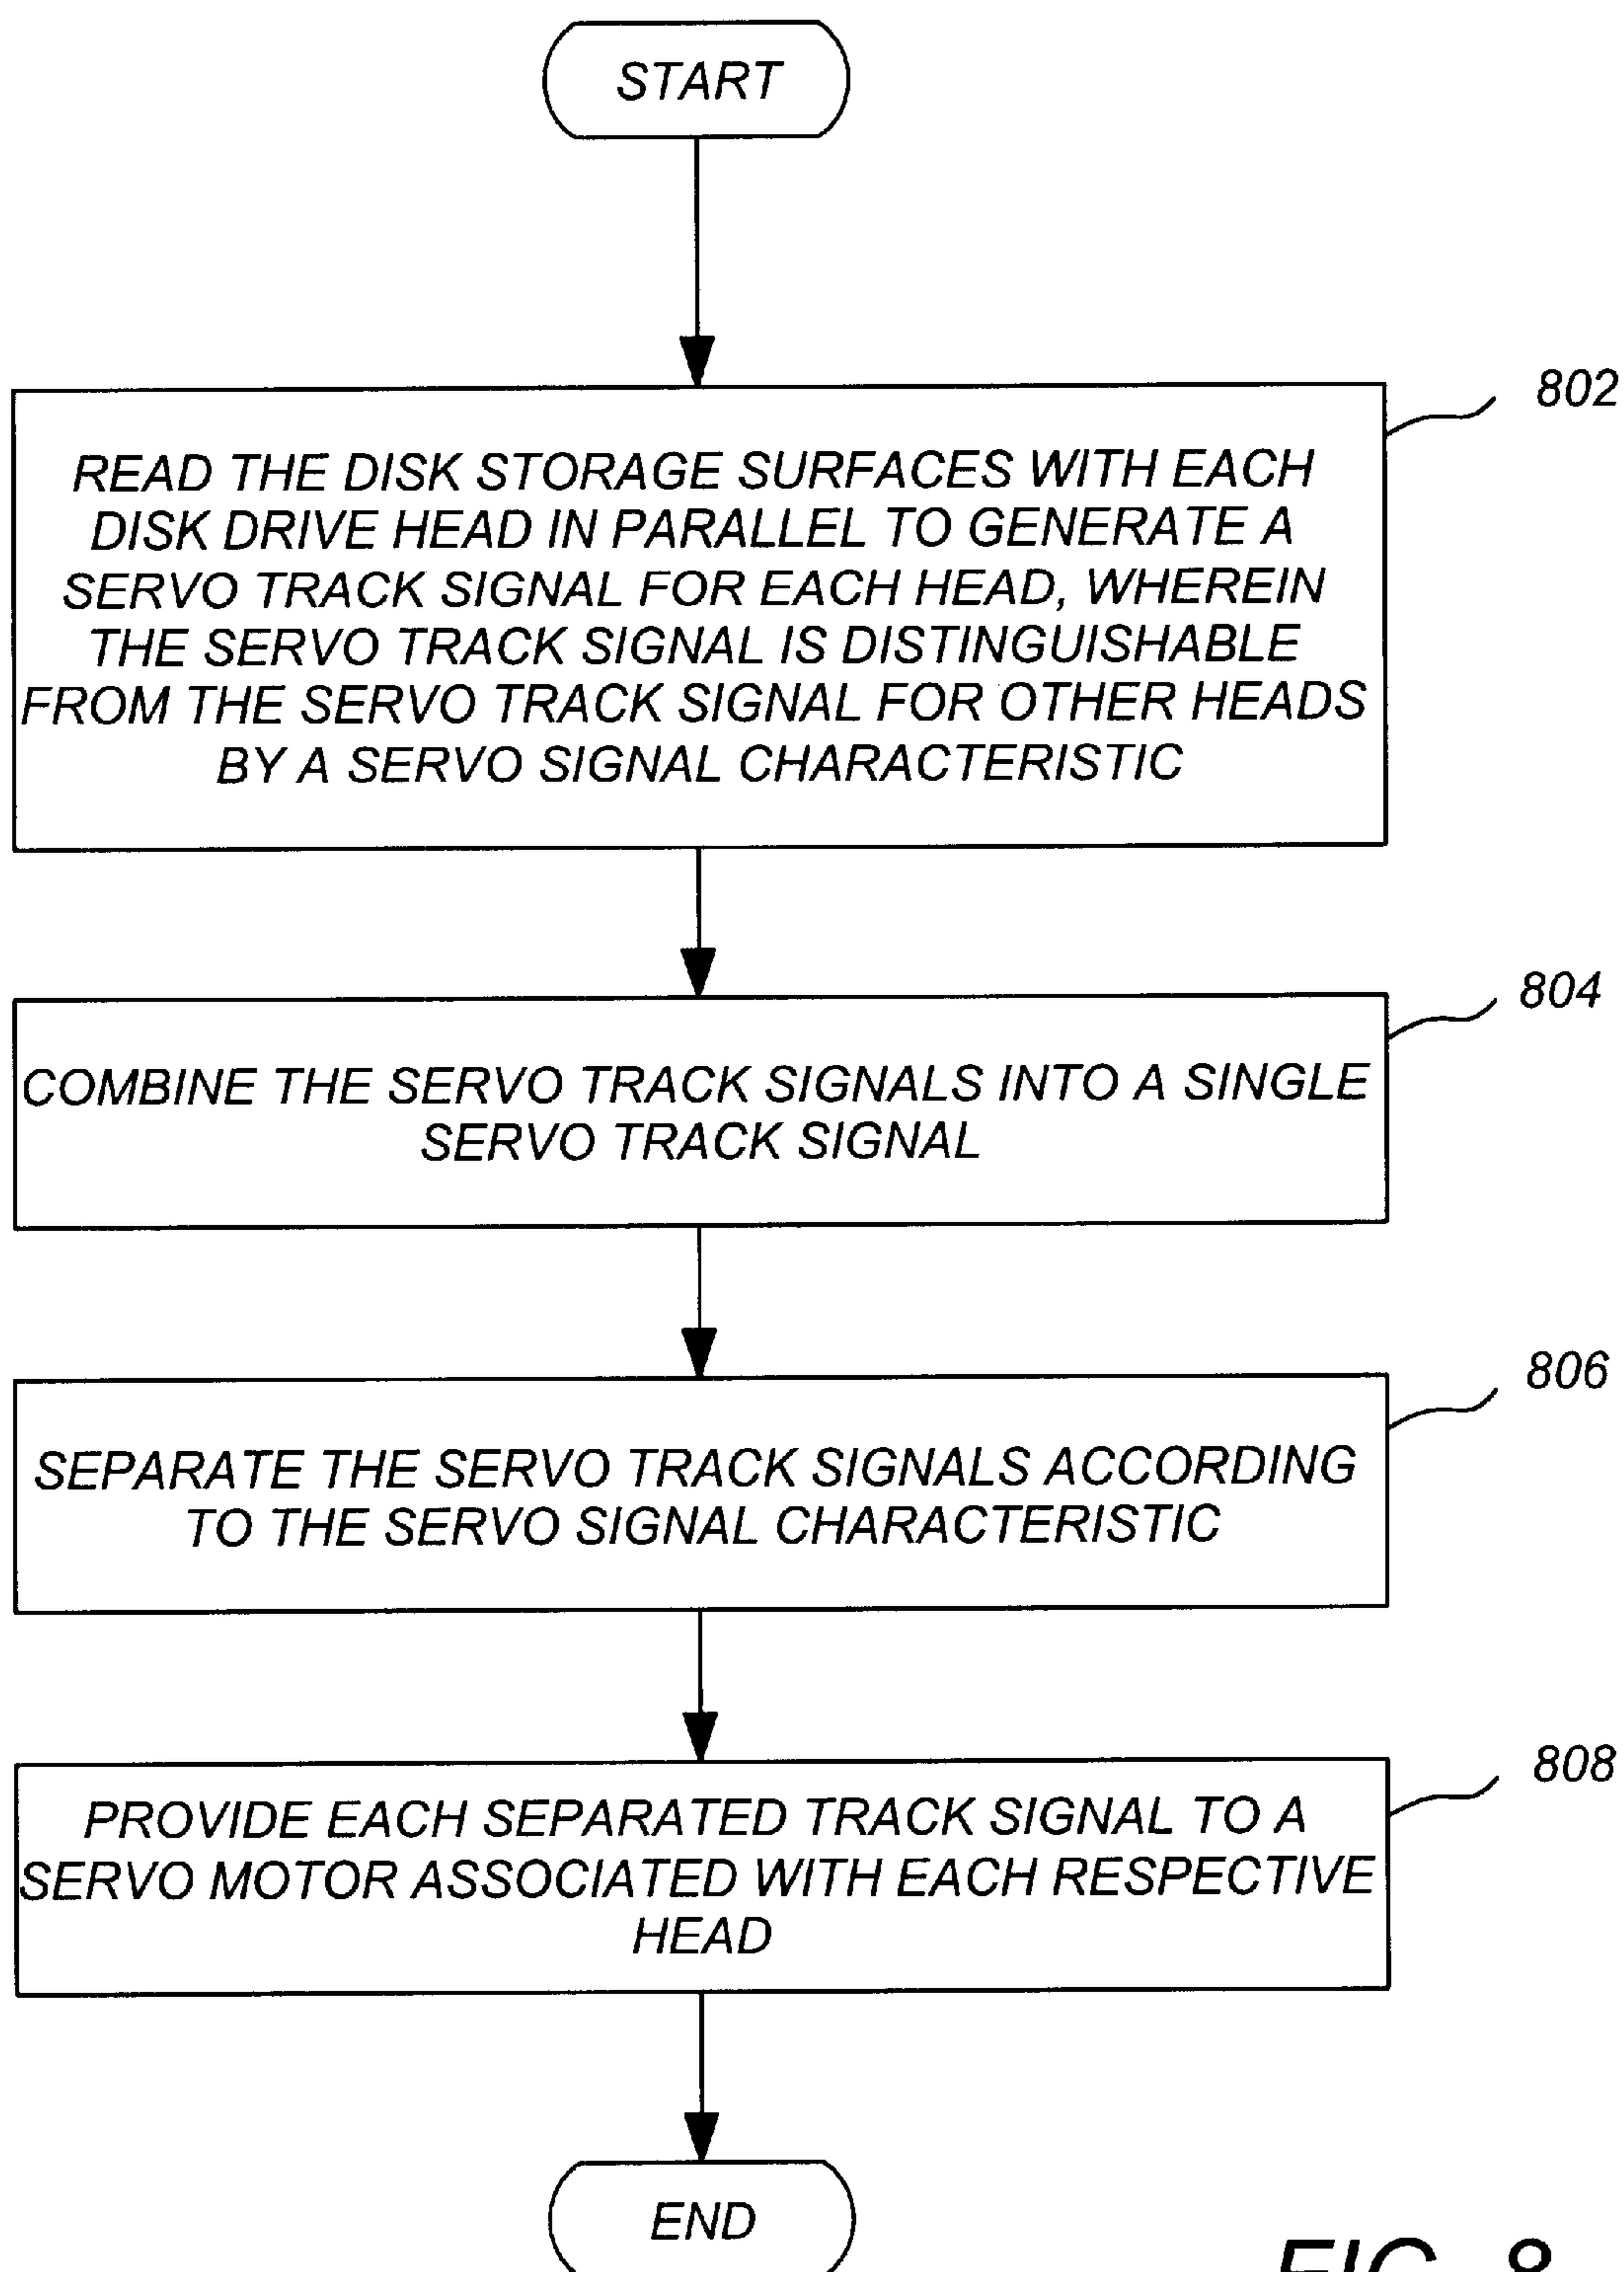 START
802
READ THE DISK STORAGE SURFACES WITH EACH
DISK DRIVE HEAD IN PARALLEL TO GENERATE A
SERVO TRACK SIGNAL FOR EACH HEAD, WHEREIN
THE SERVO TRACK SIGNAL IS DISTINGUISHABLE
FROM THE SERVO TRACK SIGNAL FOR OTHER HEADS
BY A SERVO SIGNAL CHARACTERISTIC
804
COMBINE THE SERVO TRACK SIGNALS INTO A SINGLE
SERVO TRACK SIGNAL
806
SEPARATE THE SERVO TRACK SIGNALS ACCORDING
TO THE SERVO SIGNAL CHARACTERISTIC
808
PROVIDE EACH SEPARATED TRACK SIGNAL TO A
SERVO MOTOR ASSOCIATED WITH EACH RESPECTIVE
HEAD
END
FIG. 8